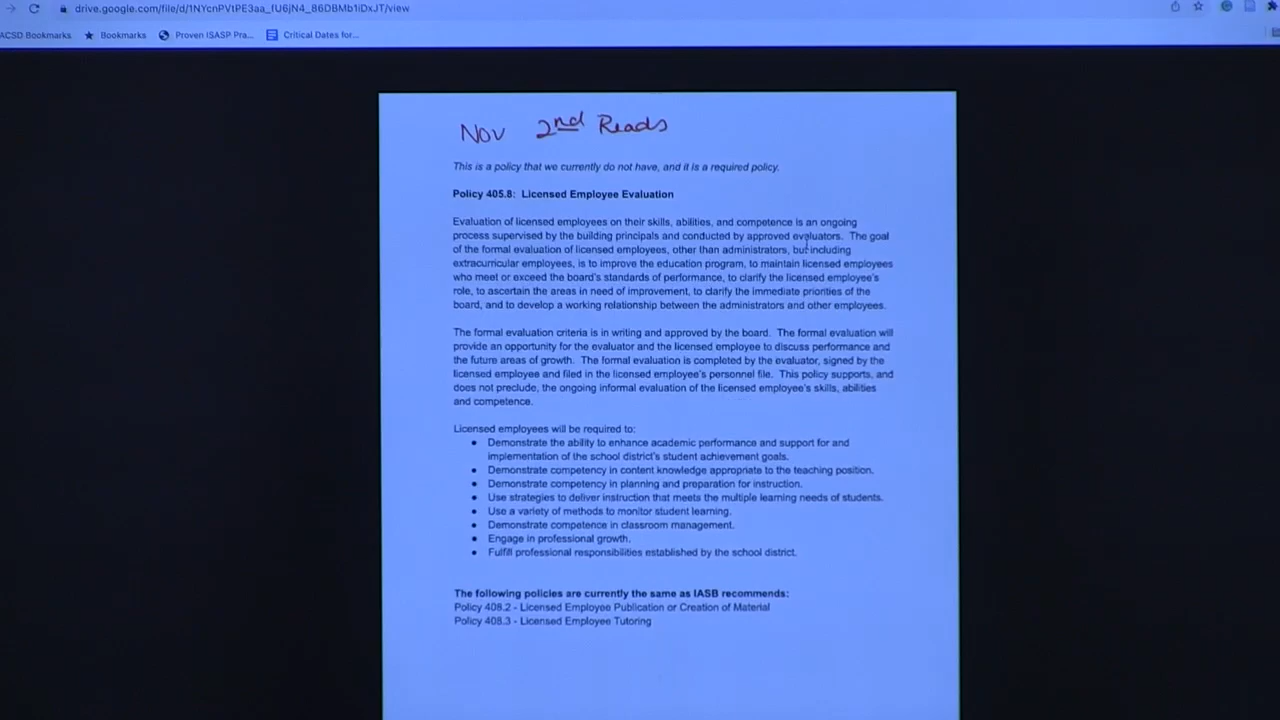 drive.google.com/file/d/1NYcnPVtPE3aa_fU6jN4_86DBMb1iDxJT/view
ACSD Bookmarks Bookmarks Proven ISASP Pra... Critical Dates for...
Nov 2nd Reads
This is a policy that we currently do not have, and it is a required policy.
Policy 405.8: Licensed Employee Evaluation
Evaluation of licensed employees on their skills, abilities, and competence is an ongoing
process supervised by the building principals and conducted by approved evaluators. The goal
of the formal evaluation of licensed employees, other than administrators, but including
extracurricular employees, is to improve the education program, to maintain licensed employees
who meet or exceed the board's standards of performance, to clarify the licensed employee's
role, to ascertain the areas in need of improvement, to clarify the immediate priorities of the
board, and to develop a working relationship between the administrators and other employees.
The formal evaluation criteria is in writing and approved by the board. The formal evaluation will
provide an opportunity for the evaluator and the licensed employee to discuss performance and
the future areas of growth. The formal evaluation is completed by the evaluator, signed by the
licensed employee and filed in the licensed employee's personnel file. This policy supports, and
does not preclude, the ongoing informal evaluation of the licensed employee's skills, abilities
and competence.
Licensed employees will be required to:
• Demonstrate the ability to enhance academic performance and support for and
implementation of the school district's student achievement goals.
• Demonstrate competency in content knowledge appropriate to the teaching position.
• Demonstrate competency in planning and preparation for instruction.
• Use strategies to deliver instruction that meets the multiple learning needs of students.
• Use a variety of methods to monitor student learning.
• Demonstrate competence in classroom management.
• Engage in professional growth.
• Fulfill professional responsibilities established by the school district.
The following policies are currently the same as IASB recommends:
Policy 408.2 - Licensed Employee Publication or Creation of Material
Policy 408.3 - Licensed Employee Tutoring